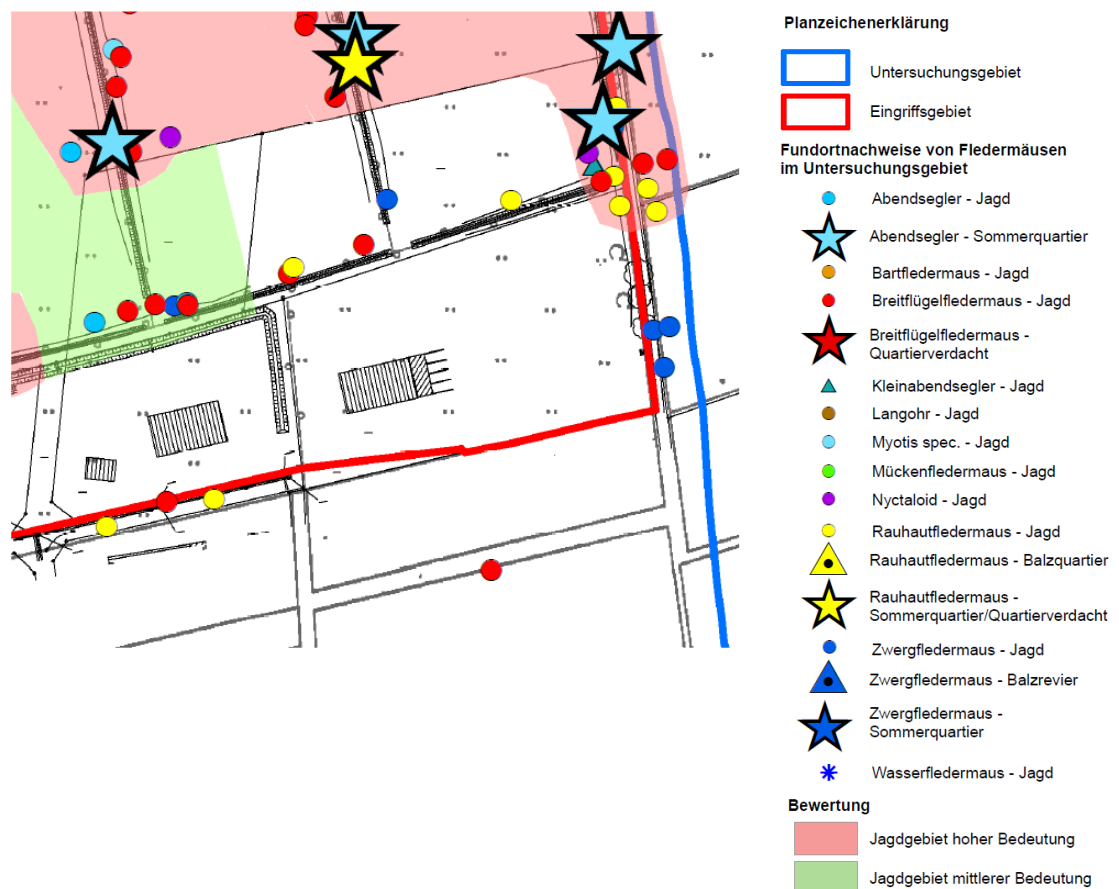 Planzeichenerklärung
Untersuchungsgebiet
Eingriffsgebiet
Fundortnachweise von Fledermäusen
im Untersuchungsgebiet
Abendsegler - Jagd
Abendsegler - Sommerquartier
Bartfledermaus - Jagd
Breitflügelfledermaus - Jagd
Breitflügelfledermaus -
Quartierverdacht
Kleinabendsegler - Jagd
Langohr - Jagd
Myotis spec. - Jagd
Mückenfledermaus - Jagd
Nyctaloid - Jagd
Rauhautfledermaus - Jagd
Rauhautfledermaus - Balzquartier
Rauhautfledermaus -
Sommerquartier/Quartierverdacht
Zwergfledermaus - Jagd
Zwergfledermaus - Balzrevier
Zwergfledermaus -
Sommerquartier
Wasserfledermaus - Jagd
Bewertung
Jagdgebiet hoher Bedeutung
Jagdgebiet mittlerer Bedeutung